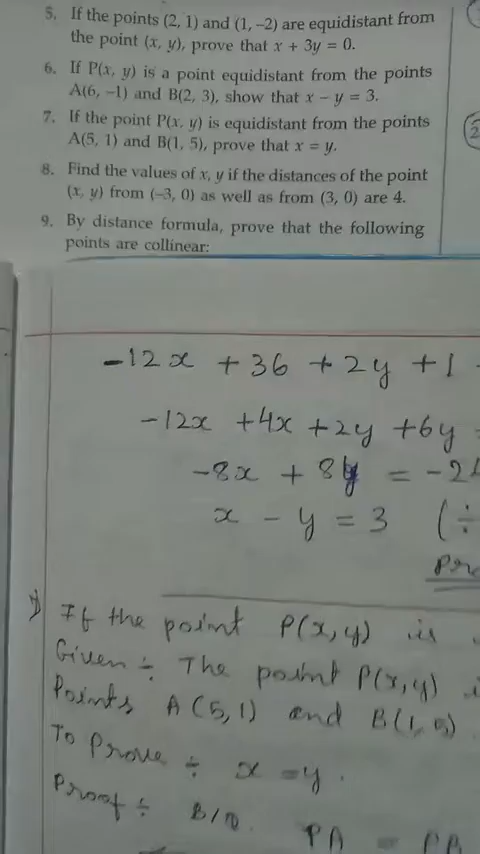 5. If the points (2, 1) and (1, –2) are equidistant from
the point (x, y), prove that x + 3y = 0.
6. If P(x, y) is a point equidistant from the points
A(6, –1) and B(2, 3), show that x – y = 3.
7. If the point P(x, y) is equidistant from the points
A(5, 1) and B(1, 5), prove that x = y.
8. Find the values of x, y if the distances of the point
(x, y) from (–3, 0) as well as from (3, 0) are 4.
9. By distance formula, prove that the following
points are collinear:
-12x + 36 + 2y + 1
-12x + 4x + 2y + 6y
-8x + 8y = -24
x - y = 3 (÷
If the point P(x, y) is
Given ÷ The point P(x, y)
Points A(5, 1) and B(1, 5)
To Prove ÷ x = y.
Proof ÷ PA = PB